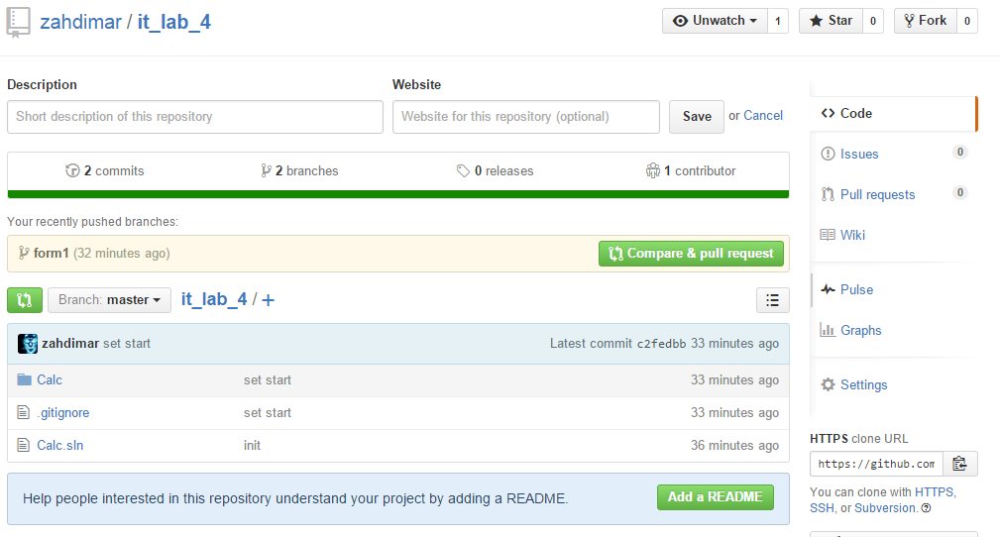 zahdimar / it_lab_4
Unwatch 1 Star 0 Fork 0
Description Website
Short description of this repository Website for this repository (optional) Save or Cancel
2 commits 2 branches 0 releases 1 contributor
Your recently pushed branches:
form1 (32 minutes ago) Compare & pull request
Branch: master it_lab_4 / +
zahdimar set start Latest commit c2fedbb 33 minutes ago
Calc set start 33 minutes ago
.gitignore set start 33 minutes ago
Calc.sln init 36 minutes ago
Help people interested in this repository understand your project by adding a README. Add a README
Code
Issues 0
Pull requests 0
Wiki
Pulse
Graphs
Settings
HTTPS clone URL
https://github.com
You can clone with HTTPS,
SSH, or Subversion. ?